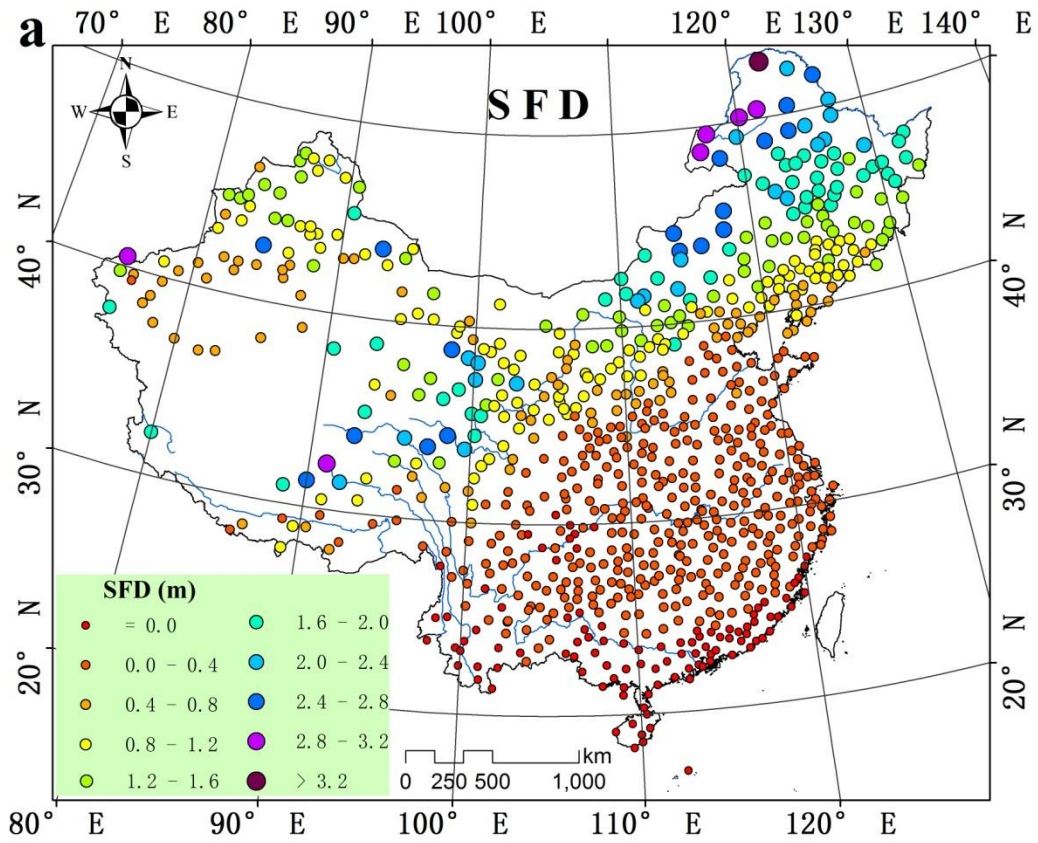 a
70° E 80° E 90° E 100° E 120° E 130° E 140° E
N
W E
S
SFD
40° N
30° N
20° N
40° N
30° N
20° N
SFD (m)
= 0.0
0.0 - 0.4
0.4 - 0.8
0.8 - 1.2
1.2 - 1.6
1.6 - 2.0
2.0 - 2.4
2.4 - 2.8
2.8 - 3.2
> 3.2
km
0 250 500 1,000
80° E 90° E 100° E 110° E 120° E